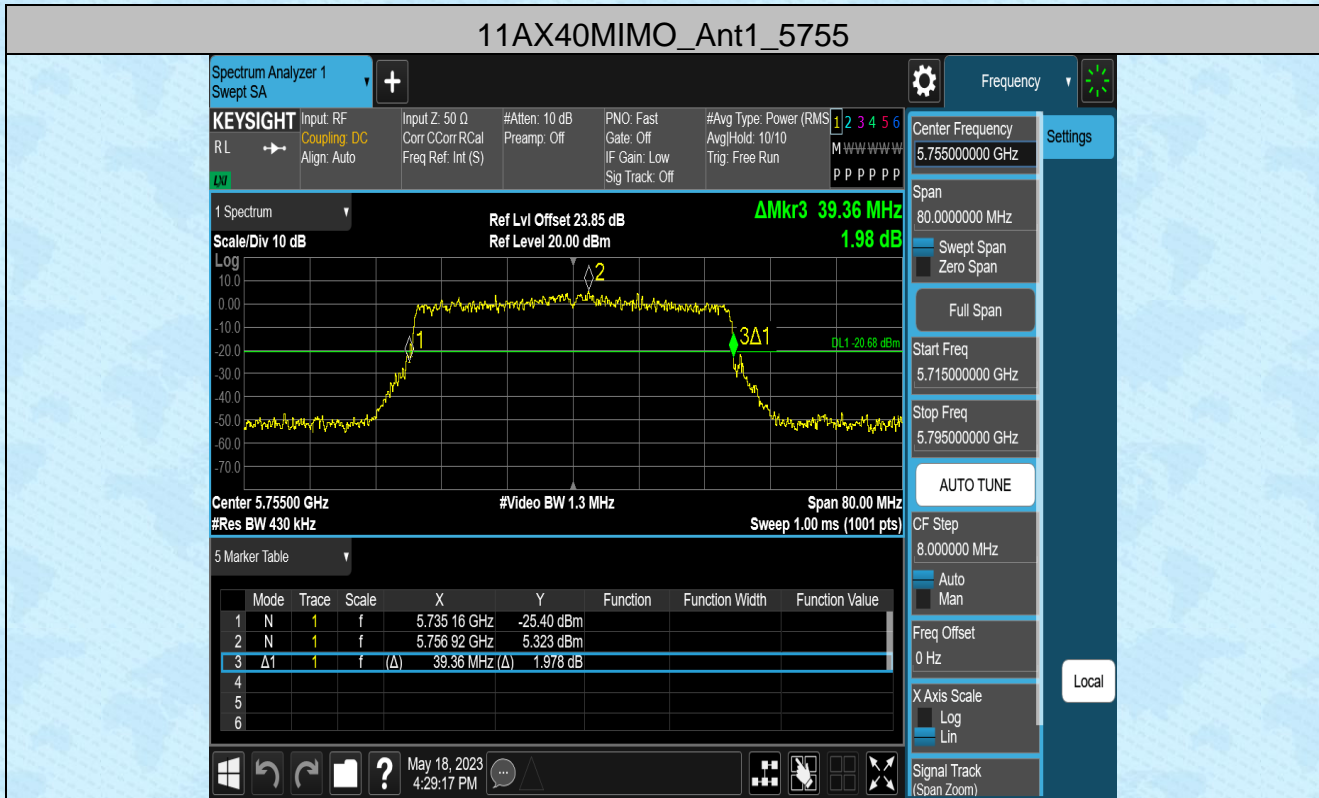 11AX40MIMO_Ant1_5755
Spectrum Analyzer 1
Swept SA
+
Frequency
KEYSIGHT
RL
LXI
Input: RF
Coupling: DC
Align: Auto
Input Z: 50 Ω
Corr CCorr RCal
Freq Ref: Int (S)
#Atten: 10 dB
Preamp: Off
PNO: Fast
Gate: Off
IF Gain: Low
Sig Track: Off
#Avg Type: Power (RMS
Avg|Hold: 10/10
Trig: Free Run
1 2 3 4 5 6
M W W W W W
P P P P P P
Center Frequency
5.755000000 GHz
Settings
Span
80.0000000 MHz
Swept Span
Zero Span
Full Span
Start Freq
5.715000000 GHz
Stop Freq
5.795000000 GHz
AUTO TUNE
CF Step
8.000000 MHz
Auto
Man
Freq Offset
0 Hz
X Axis Scale
Log
Lin
Signal Track
(Span Zoom)
Local
1 Spectrum
Scale/Div 10 dB
Ref Lvl Offset 23.85 dB
Ref Level 20.00 dBm
ΔMkr3 39.36 MHz
1.98 dB
Log
10.0
0.00
-10.0
-20.0
-30.0
-40.0
-50.0
-60.0
-70.0
1
2
3Δ1
DL1 -20.68 dBm
Center 5.75500 GHz
#Video BW 1.3 MHz
Span 80.00 MHz
#Res BW 430 kHz
Sweep 1.00 ms (1001 pts)
5 Marker Table
Mode Trace Scale X Y Function Function Width Function Value
1 N 1 f 5.735 16 GHz -25.40 dBm
2 N 1 f 5.756 92 GHz 5.323 dBm
3 Δ1 1 f (Δ) 39.36 MHz (Δ) 1.978 dB
4
5
6
?
May 18, 2023
4:29:17 PM